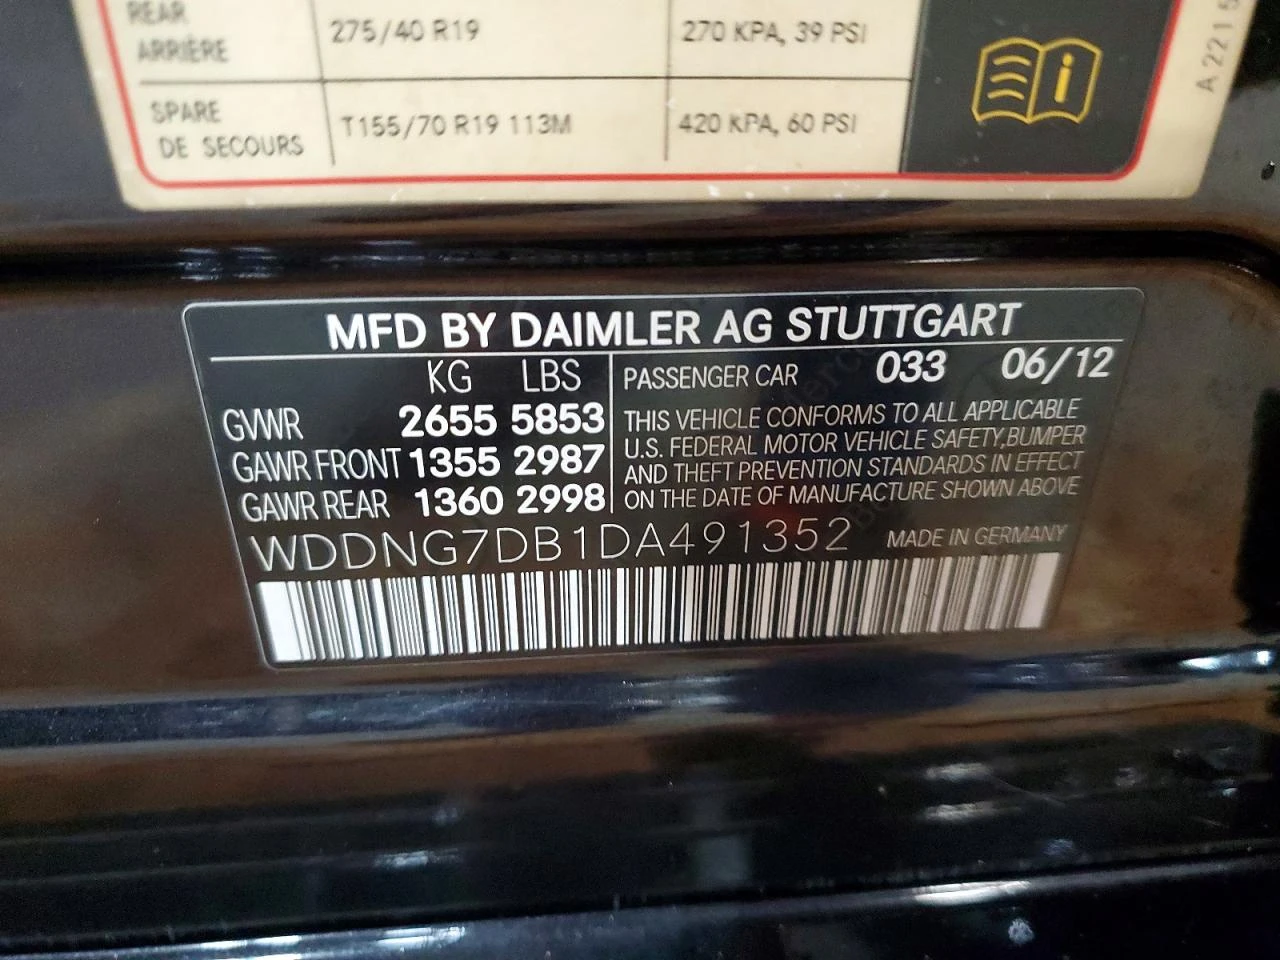 REAR
ARRIÈRE
275/40 R19
270 KPA, 39 PSI
SPARE
DE SECOURS
T155/70 R19 113M
420 KPA, 60 PSI
A 221 5
MFD BY DAIMLER AG STUTTGART
KG LBS
GVWR 2655 5853
GAWR FRONT 1355 2987
GAWR REAR 1360 2998
PASSENGER CAR 033 06/12
THIS VEHICLE CONFORMS TO ALL APPLICABLE
U.S. FEDERAL MOTOR VEHICLE SAFETY,BUMPER
AND THEFT PREVENTION STANDARDS IN EFFECT
ON THE DATE OF MANUFACTURE SHOWN ABOVE
WDDNG7DB1DA491352 MADE IN GERMANY